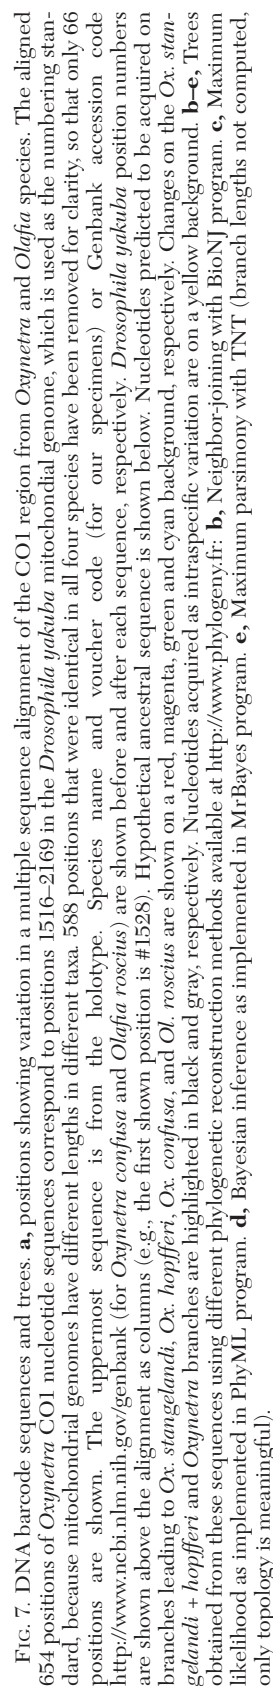 FIG. 7. DNA barcode sequences and trees. a, positions showing variation in a multiple sequence alignment of the CO1 region from Oxynetra and Olafia species. The aligned
654 positions of Oxynetra CO1 nucleotide sequences correspond to positions 1516–2169 in the Drosophila yakuba mitochondial genome, which is used as the numbering stan-
dard, because mitochondrial genomes have different lengths in different taxa. 588 positions that were identical in all four species have been removed for clarity, so that only 66
positions are shown. The uppermost sequence is from the holotype. Species name and voucher code (for our specimens) or Genbank accession code
http://www.ncbi.nlm.nih.gov/genbank (for Oxynetra confusa and Olafia roscius) are shown before and after each sequence, respectively. Drosophila yakuba position numbers
are shown above the alignment as columns (e.g., the first shown position is #1528). Hypothetical ancestral sequence is shown below. Nucleotides predicted to be acquired on
branches leading to Ox. stangelandi, Ox. hopfferi, Ox. confusa, and Ol. roscius are shown on a red, magenta, green and cyan background, respectively. Changes on the Ox. stan-
gelandi + hopfferi and Oxynetra branches are highlighted in black and gray, respectively. Nucleotides acquired as intraspecific variation are on a yellow background. b–e, Trees
obtained from these sequences using different phylogenetic reconstruction methods available at http://www.phylogeny.fr: b, Neighbor-joining with BioNJ program. c, Maximum
likelihood as implemented in PhyML program. d, Bayesian inference as implemented in MrBayes program. e, Maximum parsimony with TNT (branch lengths not computed,
only topology is meaningful).